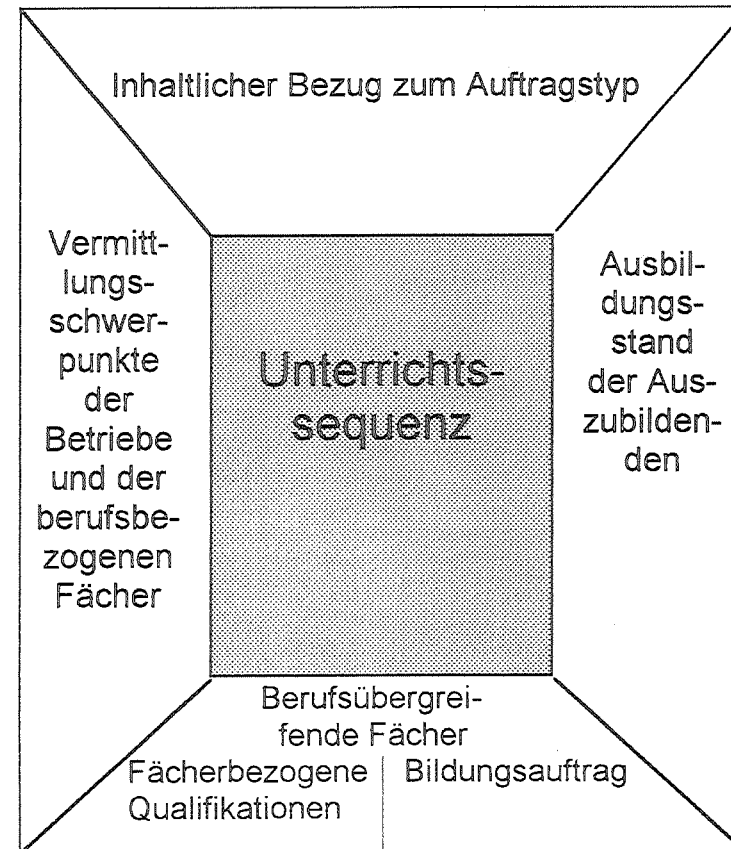 Inhaltlicher Bezug zum Auftragstyp
Vermitt-
lungs-
schwer-
punkte
der
Betriebe
und der
berufsbe-
zogenen
Fächer
Unterrichts-
sequenz
Ausbil-
dungs-
stand
der Aus-
zubilden-
den
Berufsübergrei-
fende Fächer
Fächerbezogene
Qualifikationen
Bildungsauftrag